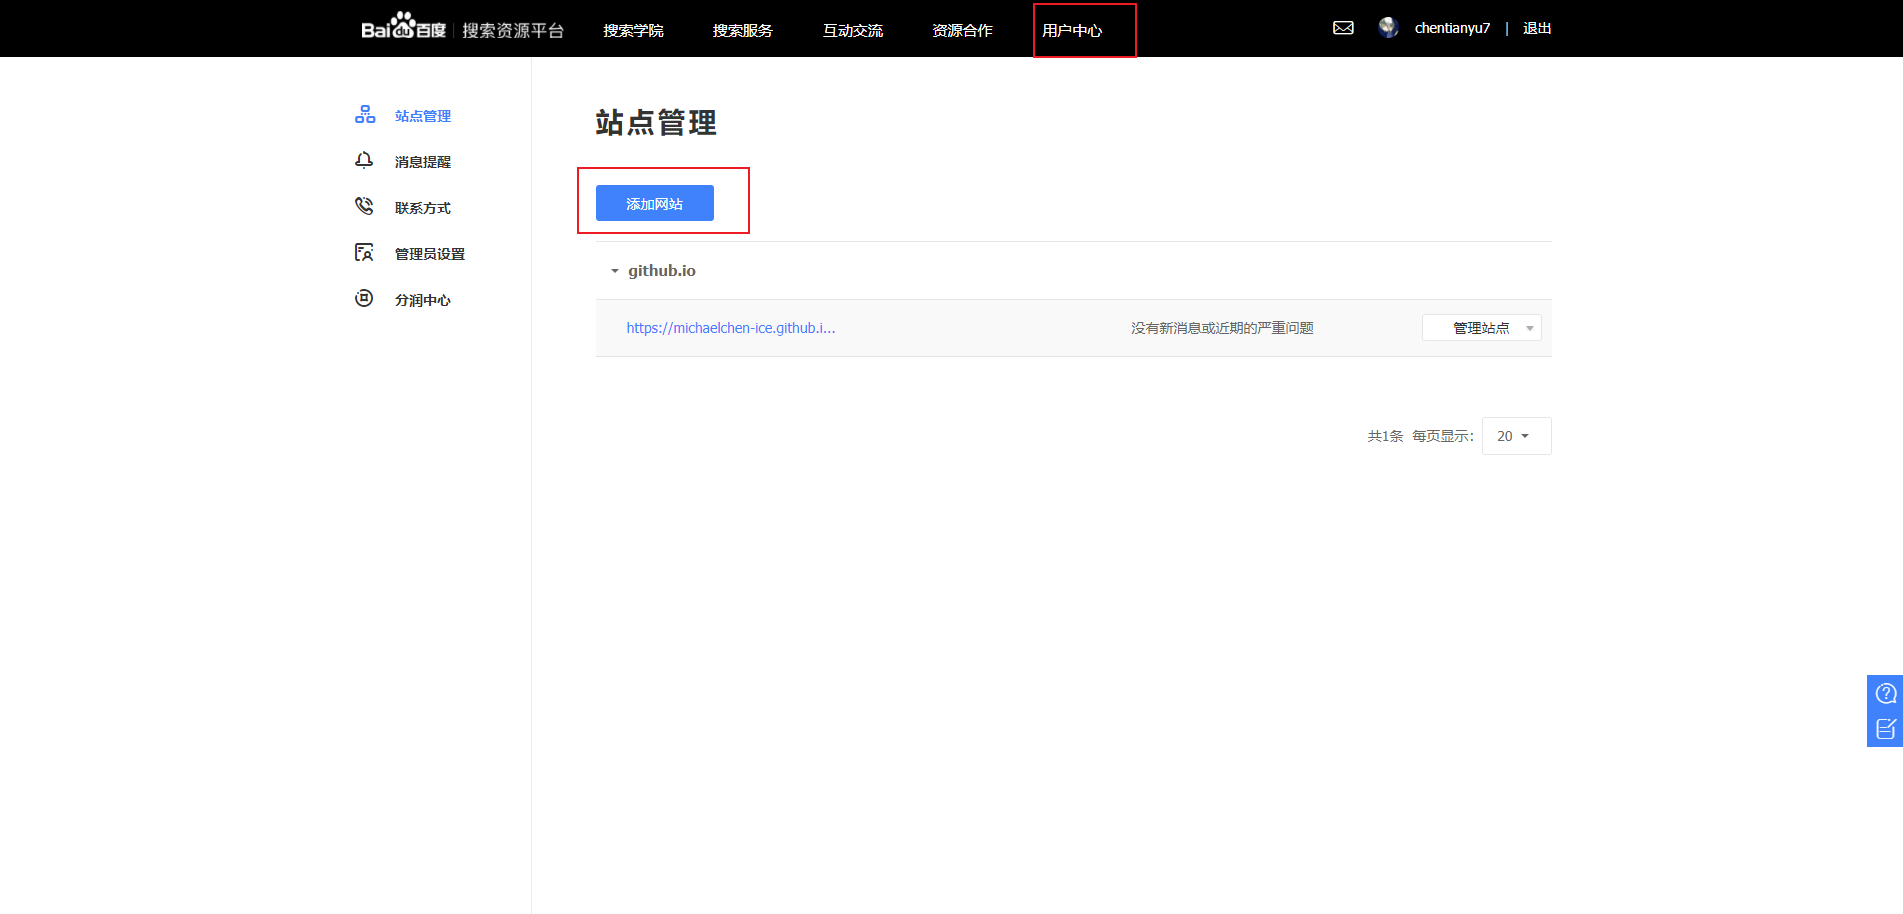 Bai du 百度 | 搜索资源平台 搜索学院 搜索服务 互动交流 资源合作 用户中心 chentianyu7 | 退出
站点管理
消息提醒
联系方式
管理员设置
分润中心
站点管理
添加网站
github.io
https://michaelchen-ice.github.i... 没有新消息或近期的严重问题 管理站点
共1条 每页显示： 20